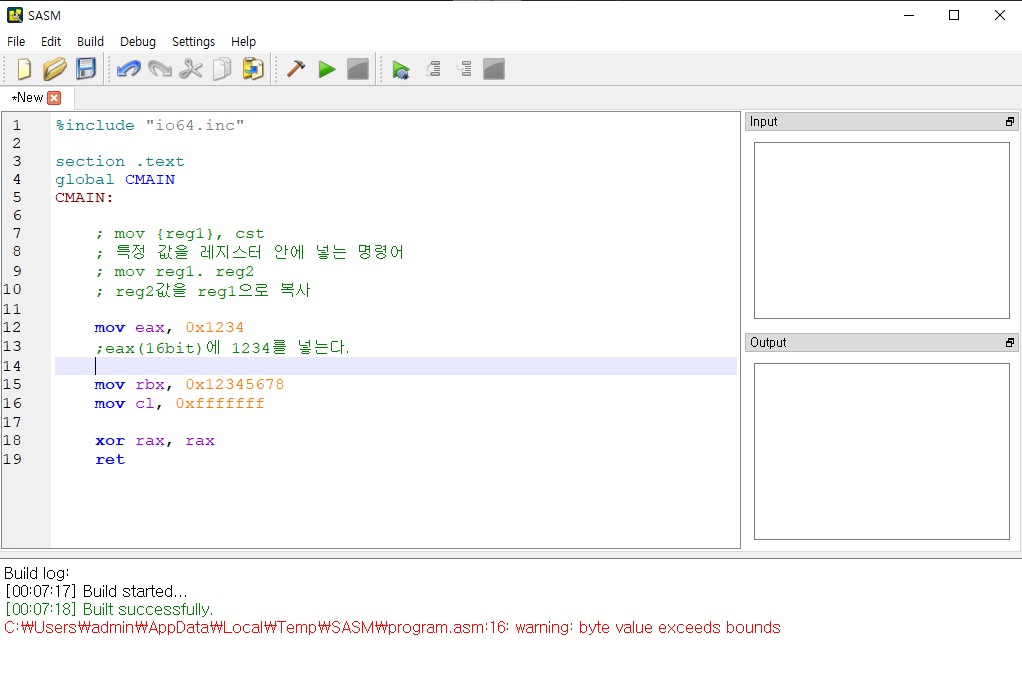 SASM
File Edit Build Debug Settings Help
*New
1 %include "io64.inc"
2
3 section .text
4 global CMAIN
5 CMAIN:
6
7 ; mov {reg1}, cst
8 ; 특정 값을 레지스터 안에 넣는 명령어
9 ; mov reg1. reg2
10 ; reg2값을 reg1으로 복사
11
12 mov eax, 0x1234
13 ;eax(16bit)에 1234를 넣는다.
14
15 mov rbx, 0x12345678
16 mov cl, 0xfffffff
17
18 xor rax, rax
19 ret
Input
Output
Build log:
[00:07:17] Build started...
[00:07:18] Built successfully.
C:₩Users₩admin₩AppData₩Local₩Temp₩SASM₩program.asm:16: warning: byte value exceeds bounds